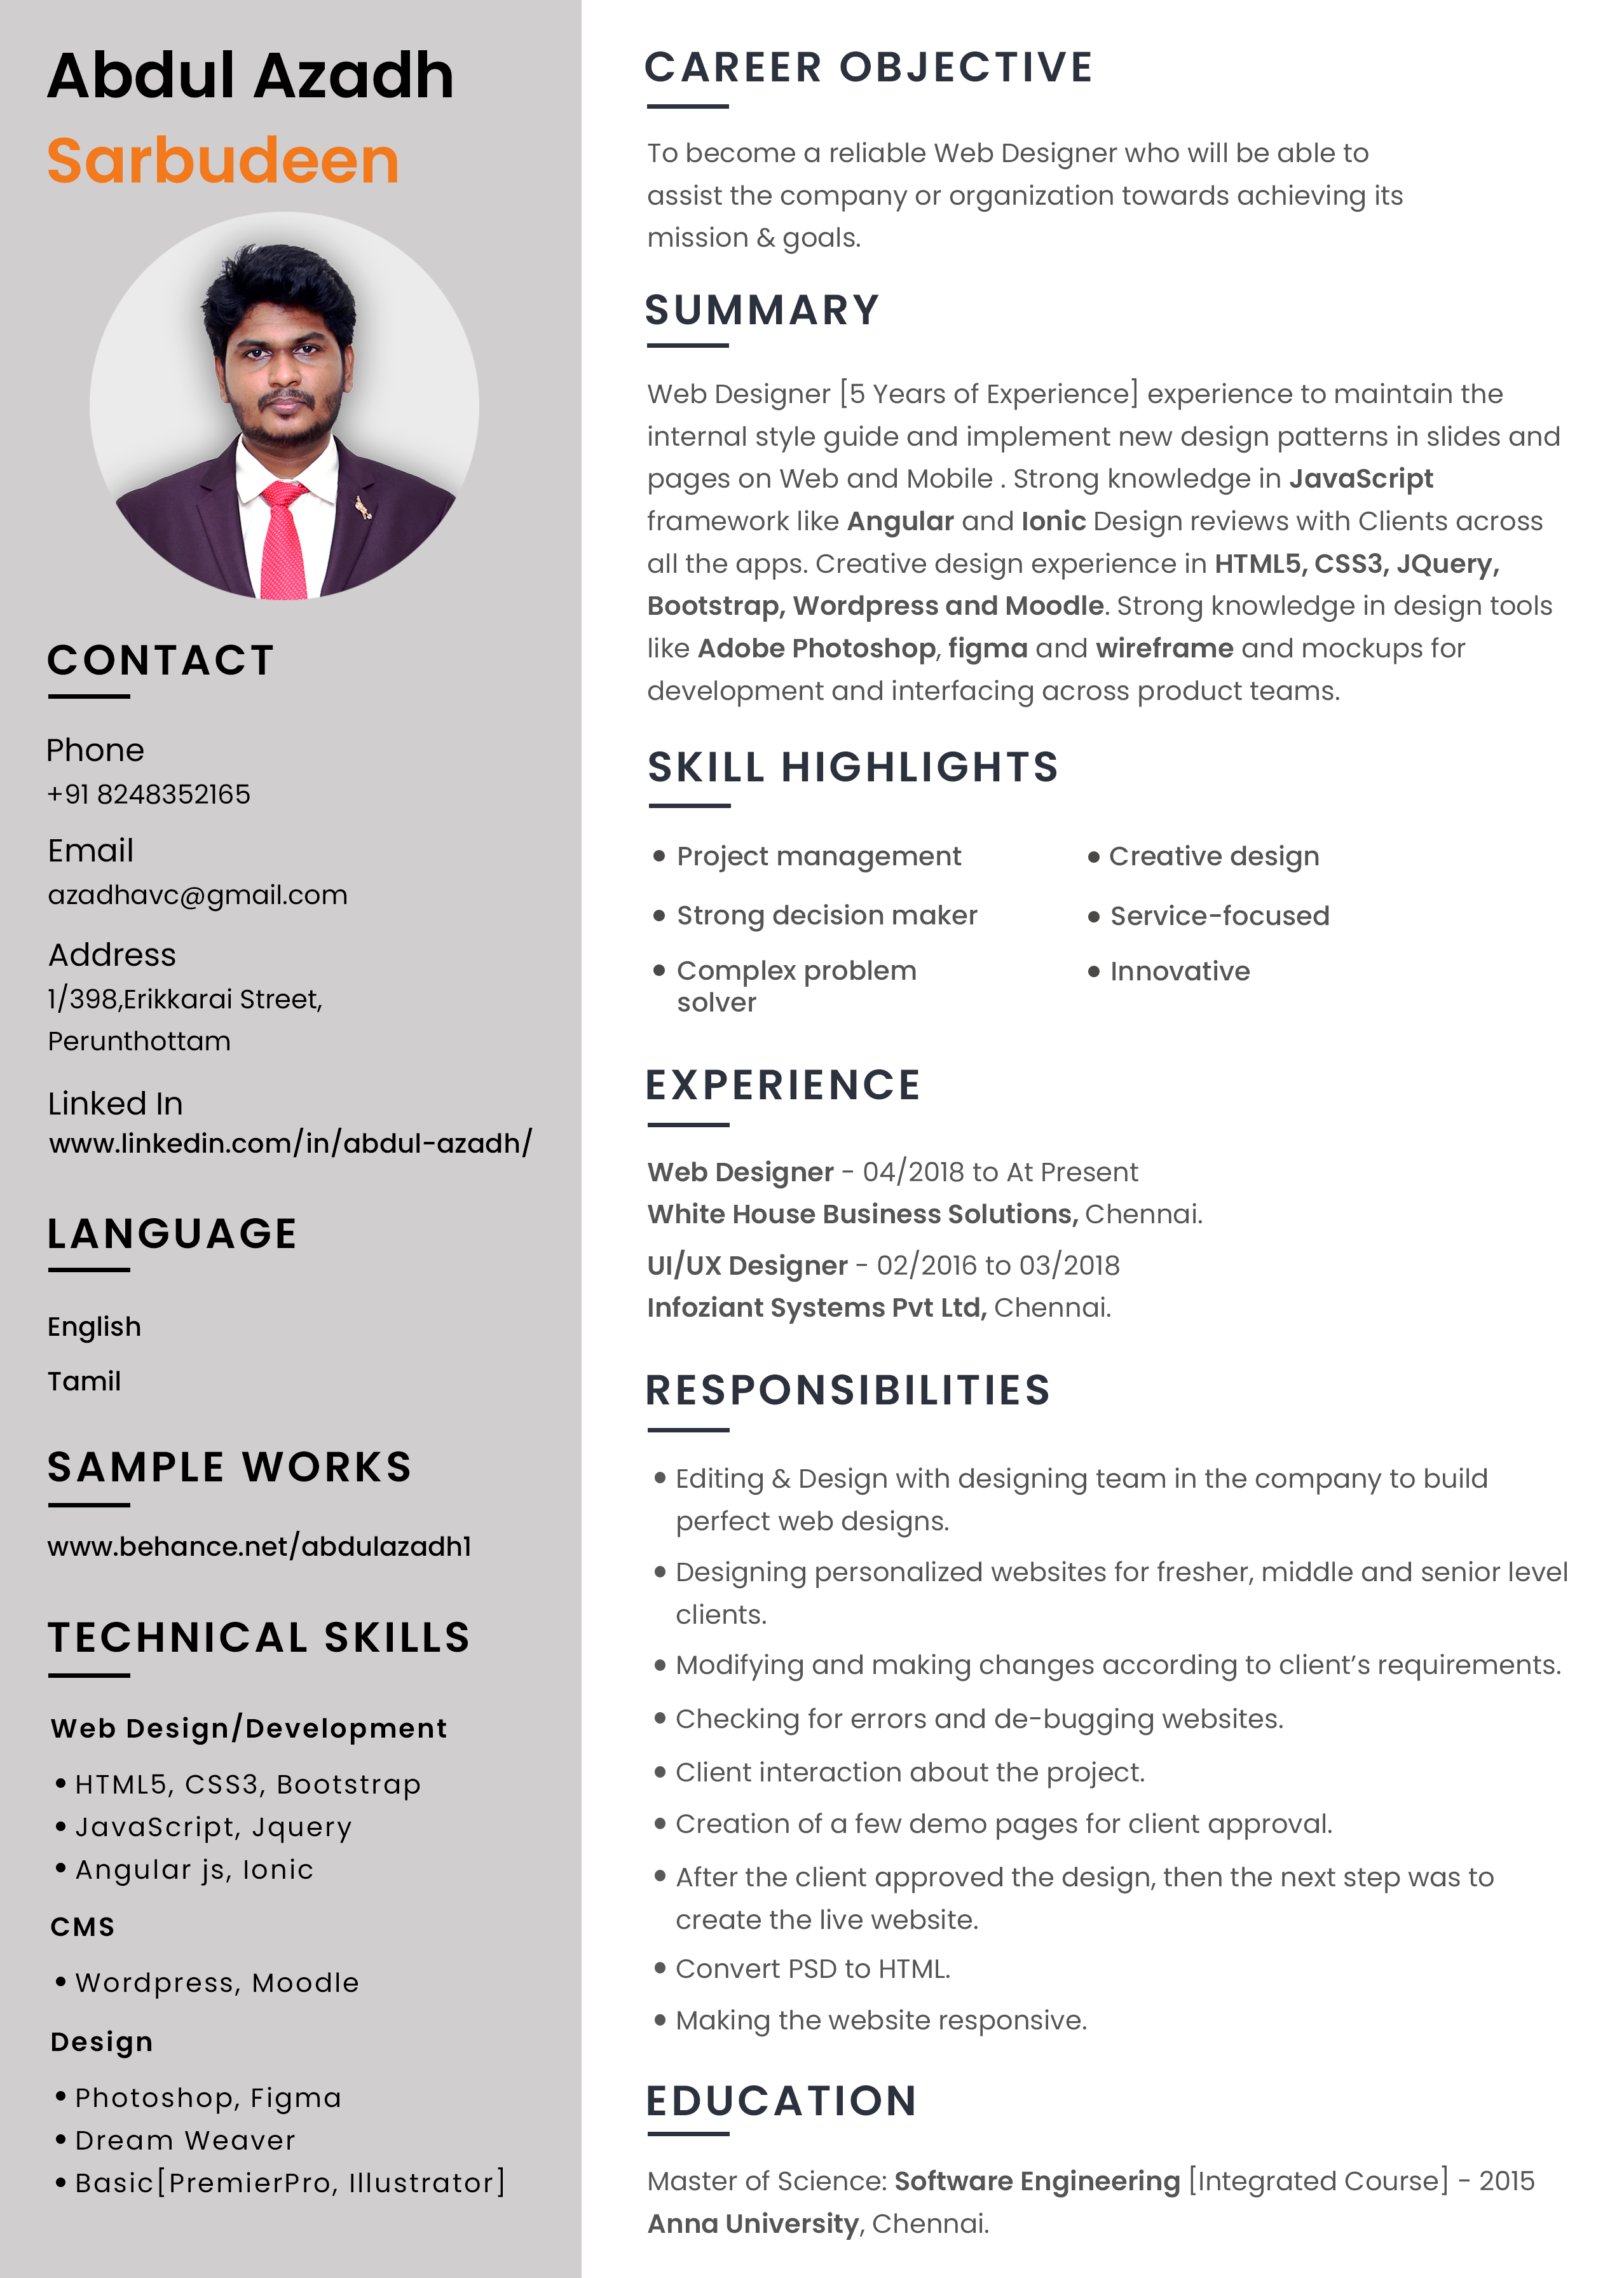 Abdul Azadh
Sarbudeen
CONTACT
Phone
+91 8248352165
Email
azadhavc@gmail.com
Address
1/398,Erikkarai Street,
Perunthottam
Linked In
www.linkedin.com/in/abdul-azadh/
LANGUAGE
English
Tamil
SAMPLE WORKS
www.behance.net/abdulazadh1
TECHNICAL SKILLS
Web Design/Development
• HTML5, CSS3, Bootstrap
• JavaScript, Jquery
• Angular js, Ionic
CMS
• Wordpress, Moodle
Design
• Photoshop, Figma
• Dream Weaver
• Basic[PremierPro, Illustrator]
CAREER OBJECTIVE
To become a reliable Web Designer who will be able to
assist the company or organization towards achieving its
mission & goals.
SUMMARY
Web Designer [5 Years of Experience] experience to maintain the
internal style guide and implement new design patterns in slides and
pages on Web and Mobile . Strong knowledge in JavaScript
framework like Angular and Ionic Design reviews with Clients across
all the apps. Creative design experience in HTML5, CSS3, JQuery,
Bootstrap, Wordpress and Moodle. Strong knowledge in design tools
like Adobe Photoshop, figma and wireframe and mockups for
development and interfacing across product teams.
SKILL HIGHLIGHTS
• Project management
• Creative design
• Strong decision maker
• Service-focused
• Complex problem
solver
• Innovative
EXPERIENCE
Web Designer - 04/2018 to At Present
White House Business Solutions, Chennai.
UI/UX Designer - 02/2016 to 03/2018
Infoziant Systems Pvt Ltd, Chennai.
RESPONSIBILITIES
• Editing & Design with designing team in the company to build
perfect web designs.
• Designing personalized websites for fresher, middle and senior level
clients.
• Modifying and making changes according to client’s requirements.
• Checking for errors and de-bugging websites.
• Client interaction about the project.
• Creation of a few demo pages for client approval.
• After the client approved the design, then the next step was to
create the live website.
• Convert PSD to HTML.
• Making the website responsive.
EDUCATION
Master of Science: Software Engineering [Integrated Course] - 2015
Anna University, Chennai.